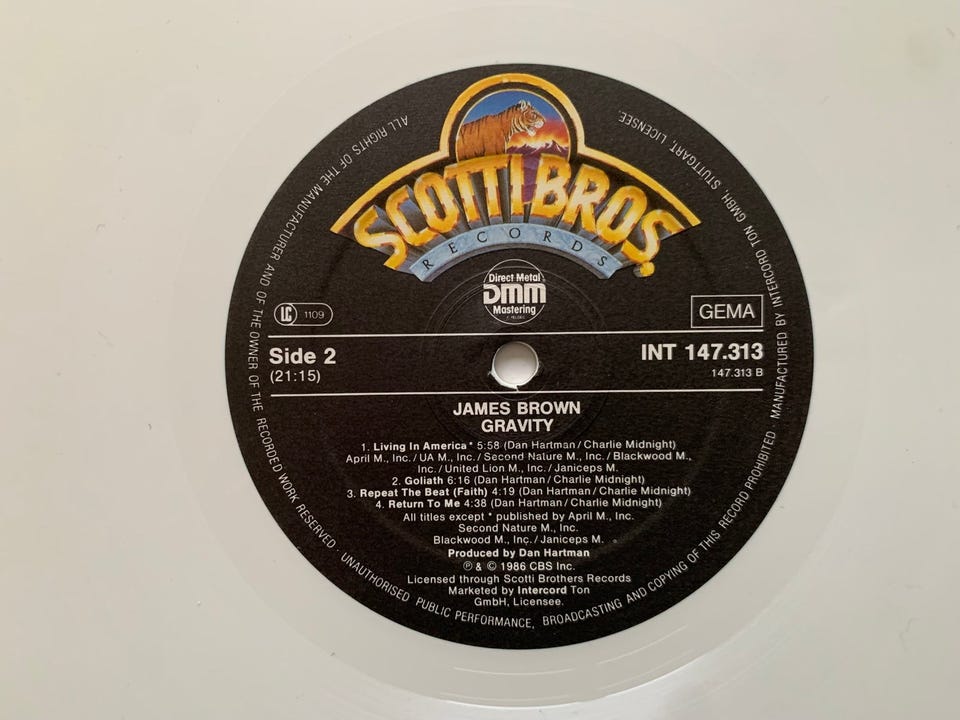 SCOTTI BROS.
RECORDS
Direct Metal
DMM
Mastering
LC 1109
GEMA
Side 2
(21:15)
INT 147.313
147.313 B
JAMES BROWN
GRAVITY
1. Living In America* 5:58 (Dan Hartman/Charlie Midnight)
April M., Inc./UA M., Inc./Second Nature M., Inc./Blackwood M.,
Inc./United Lion M., Inc./Janiceps M.
2. Goliath 6:16 (Dan Hartman/Charlie Midnight)
3. Repeat The Beat (Faith) 4:19 (Dan Hartman/Charlie Midnight)
4. Return To Me 4:38 (Dan Hartman/Charlie Midnight)
All titles except * published by April M., Inc.
Second Nature M., Inc.
Blackwood M., Inc./Janiceps M.
Produced by Dan Hartman
℗ & © 1986 CBS Inc.
Licensed through Scotti Brothers Records
Marketed by Intercord Ton
GmbH, Licensee.
ALL RIGHTS OF THE MANUFACTURER AND OF THE OWNER OF THE RECORDED WORK RESERVED · UNAUTHORISED PUBLIC PERFORMANCE, BROADCASTING AND COPYING OF THIS RECORD PROHIBITED · MANUFACTURED BY INTERCORD TON GMBH, STUTTGART, LICENSEE.